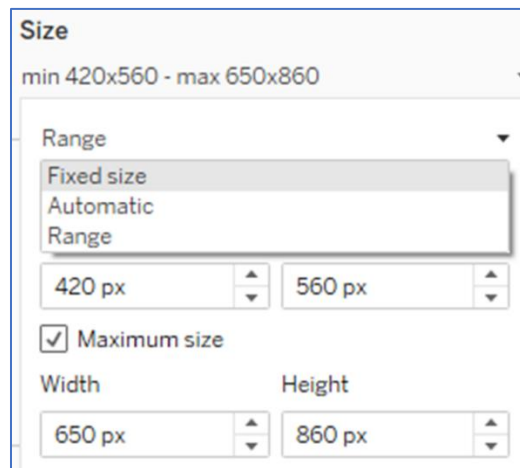 Size
min 420x560 - max 650x860
Range
Fixed size
Automatic
Range
420 px 560 px
Maximum size
Width Height
650 px 860 px